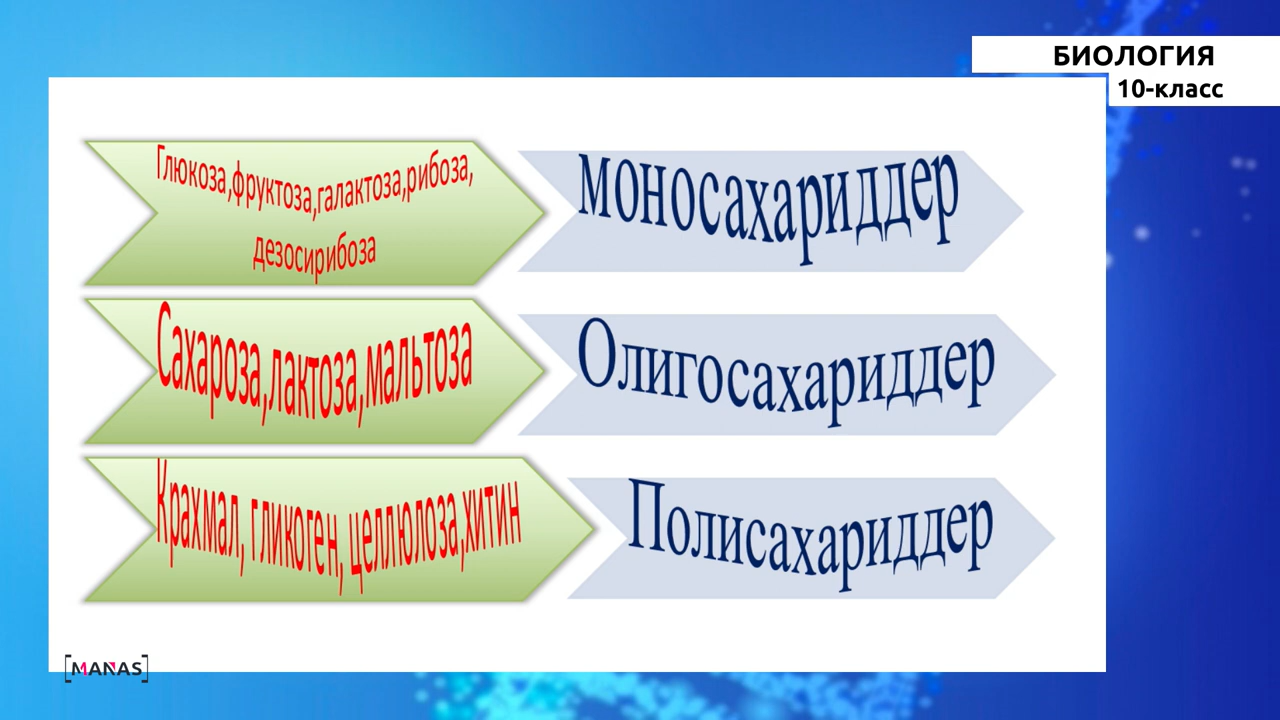 БИОЛОГИЯ
10-класс
Глюкоза,фруктоза,галактоза,рибоза,
дезосирибоза
моносахариддер
Сахароза,лактоза,мальтоза
Олигосахариддер
Крахмал, гликоген, целлюлоза,хитин
Полисахариддер
[MANAS]